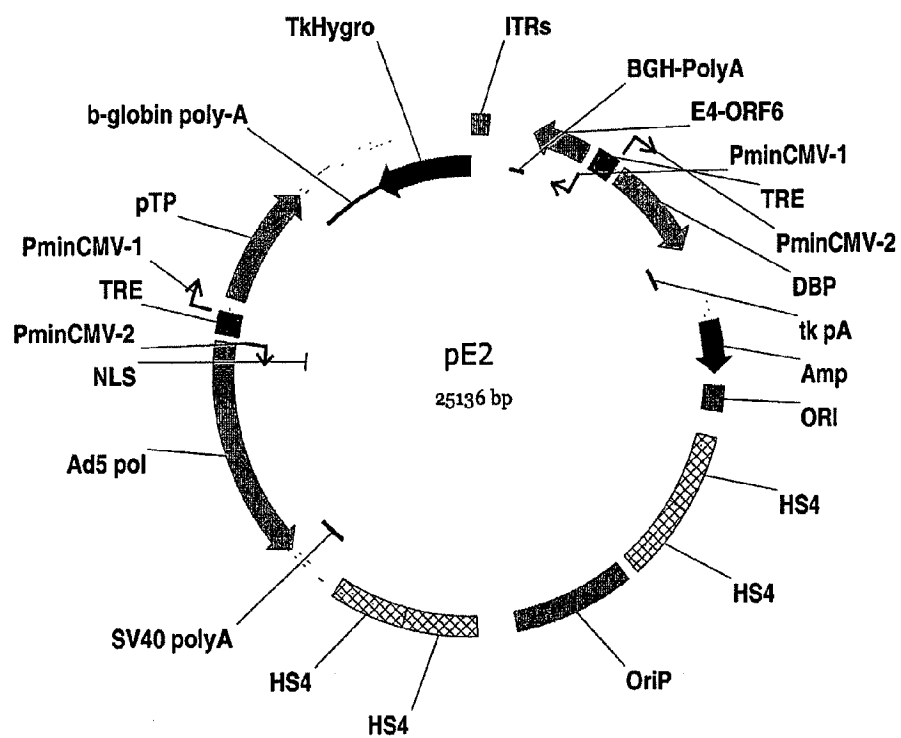 TkHygro
ITRs
BGH-PolyA
b-globin poly-A
E4-ORF6
PminCMV-1
pTP
TRE
PminCMV-1
PminCMV-2
TRE
DBP
PminCMV-2
tk pA
NLS
pE2
Amp
25136 bp
ORI
Ad5 pol
HS4
HS4
SV40 polyA
HS4
OriP
HS4